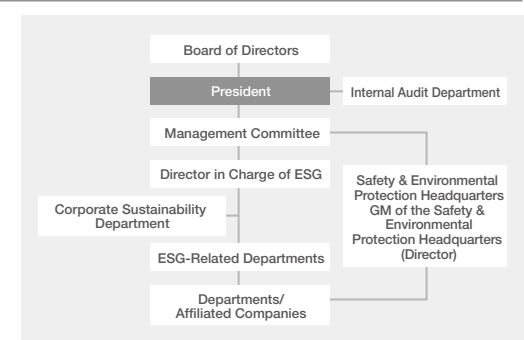 Board of Directors
President
Internal Audit Department
Management Committee
Director in Charge of ESG
Safety & Environmental
Protection Headquarters
GM of the Safety &
Environmental
Protection Headquarters
(Director)
Corporate Sustainability
Department
ESG-Related Departments
Departments/
Affiliated Companies